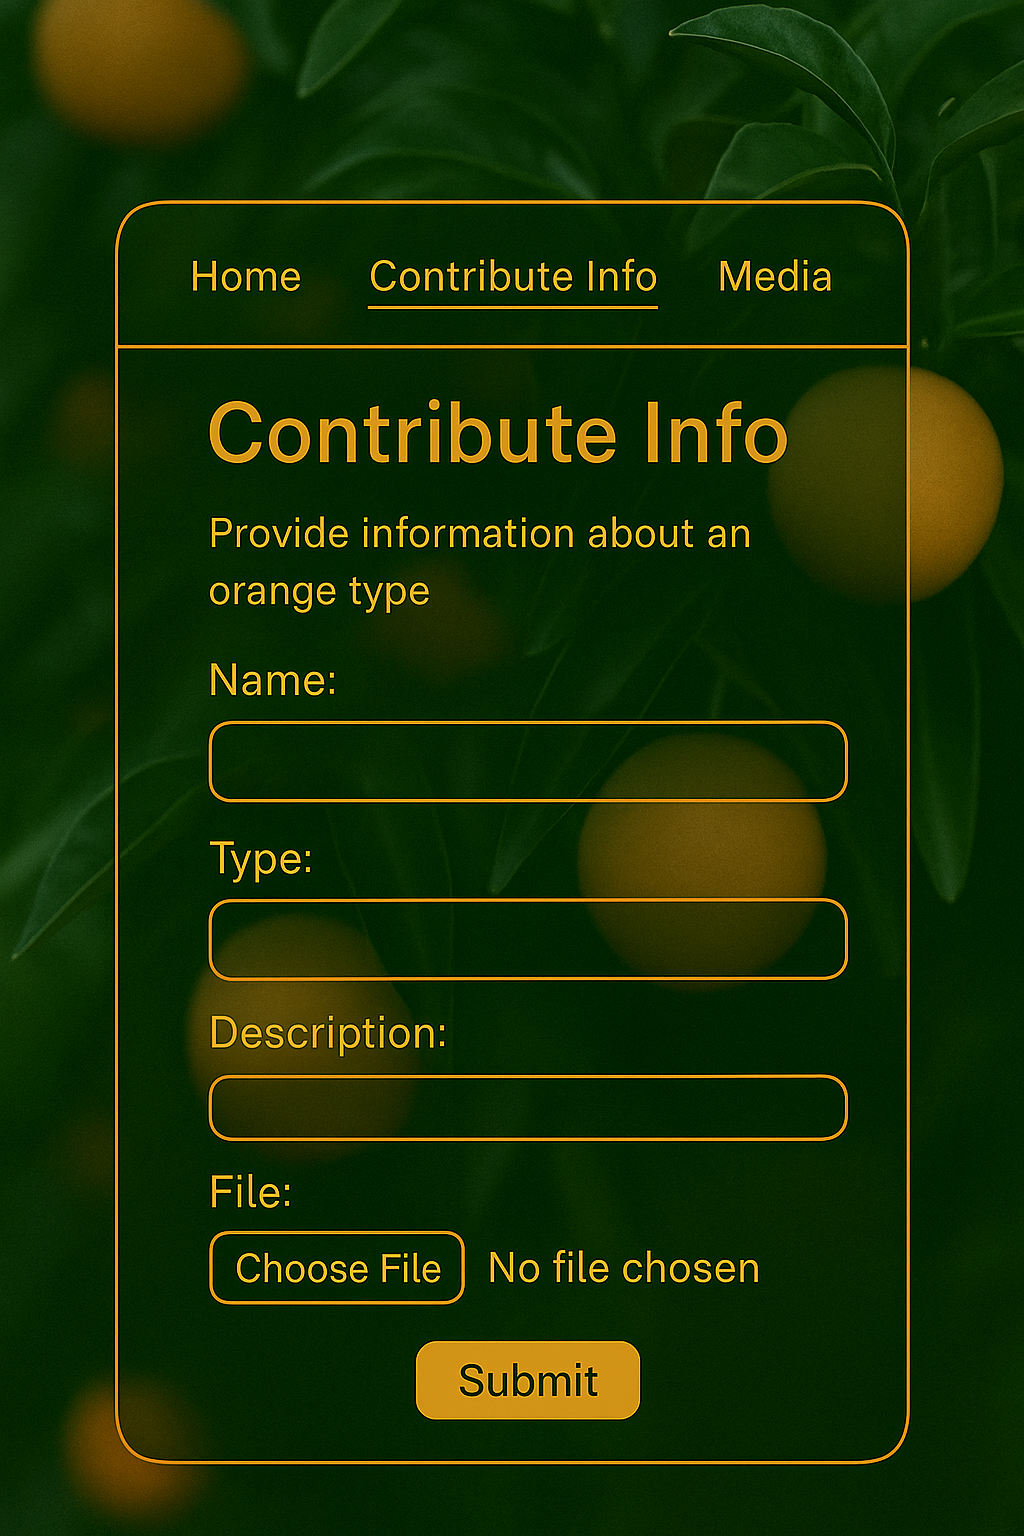 Home Contribute Info Media
Contribute Info
Provide information about an
orange type
Name:
Type:
Description:
File:
Choose File No file chosen
Submit